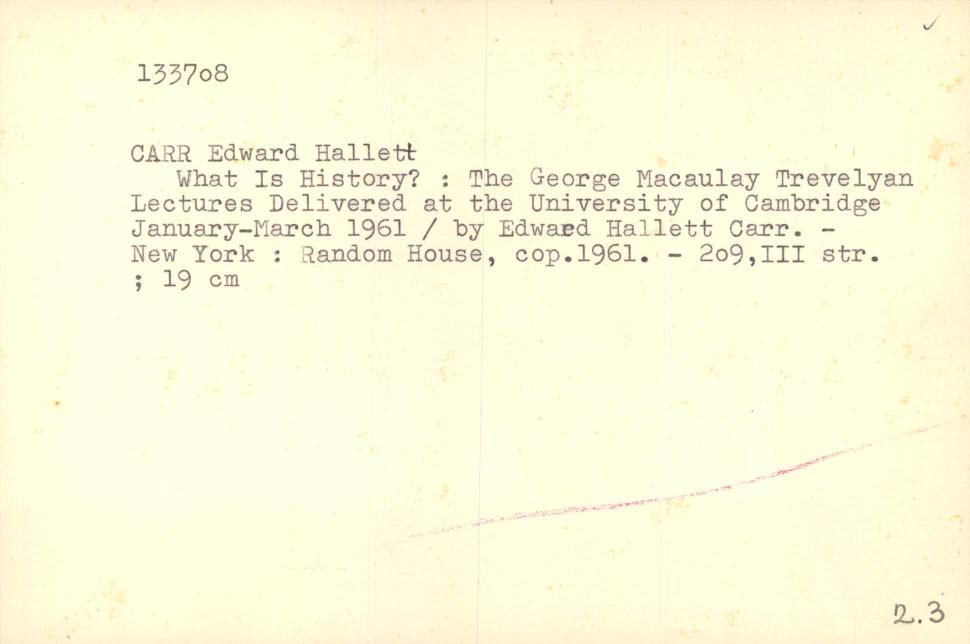 133708
CARR Edward Hallett
What Is History? : The George Macaulay Trevelyan
Lectures Delivered at the University of Cambridge
January-March 1961 / by Edward Hallett Carr. -
New York : Random House, cop.1961. - 209,III str.
; 19 cm
2.3